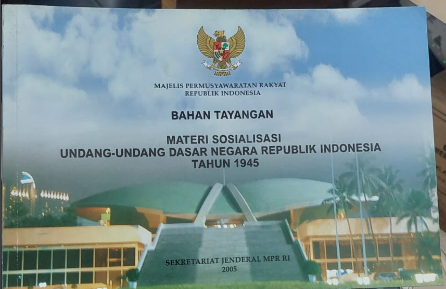 MAJELIS PERMUSYAWARATAN RAKYAT
REPUBLIK INDONESIA
BAHAN TAYANGAN
MATERI SOSIALISASI
UNDANG-UNDANG DASAR NEGARA REPUBLIK INDONESIA
TAHUN 1945
SEKRETARIAT JENDERAL MPR RI
2005